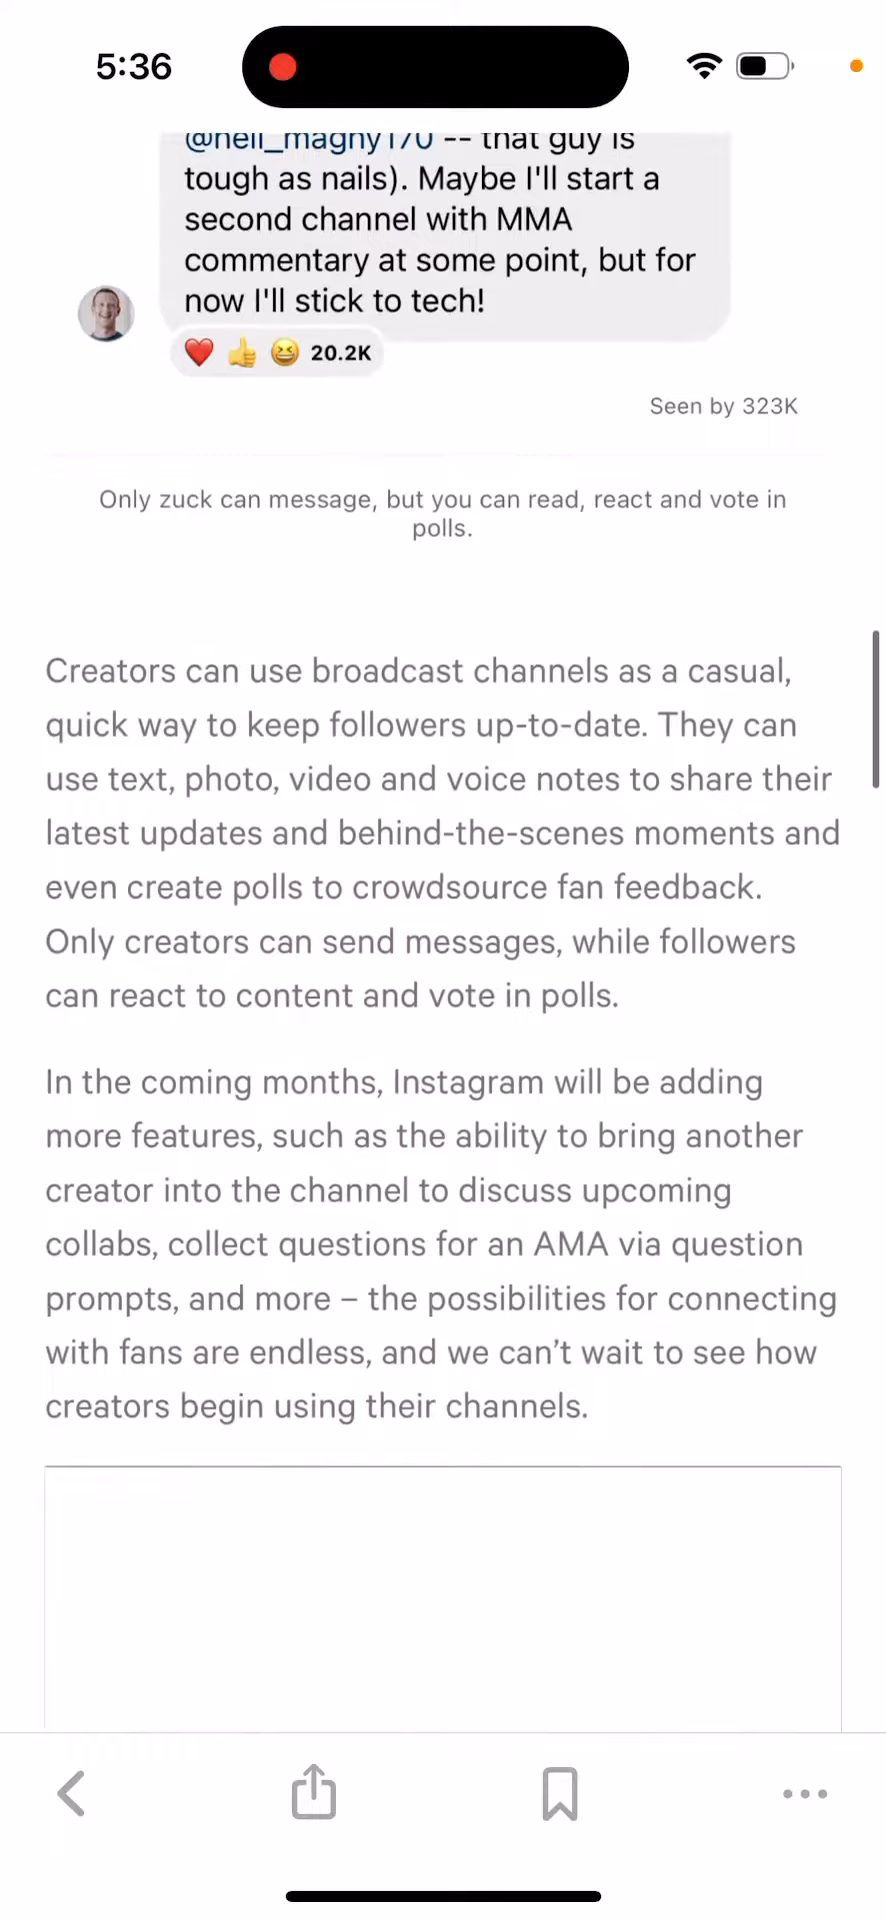 5:36
@neil_magny170 -- that guy is
tough as nails). Maybe I'll start a
second channel with MMA
commentary at some point, but for
now I'll stick to tech!
20.2K
Seen by 323K
Only zuck can message, but you can read, react and vote in
polls.
Creators can use broadcast channels as a casual,
quick way to keep followers up-to-date. They can
use text, photo, video and voice notes to share their
latest updates and behind-the-scenes moments and
even create polls to crowdsource fan feedback.
Only creators can send messages, while followers
can react to content and vote in polls.
In the coming months, Instagram will be adding
more features, such as the ability to bring another
creator into the channel to discuss upcoming
collabs, collect questions for an AMA via question
prompts, and more – the possibilities for connecting
with fans are endless, and we can’t wait to see how
creators begin using their channels.